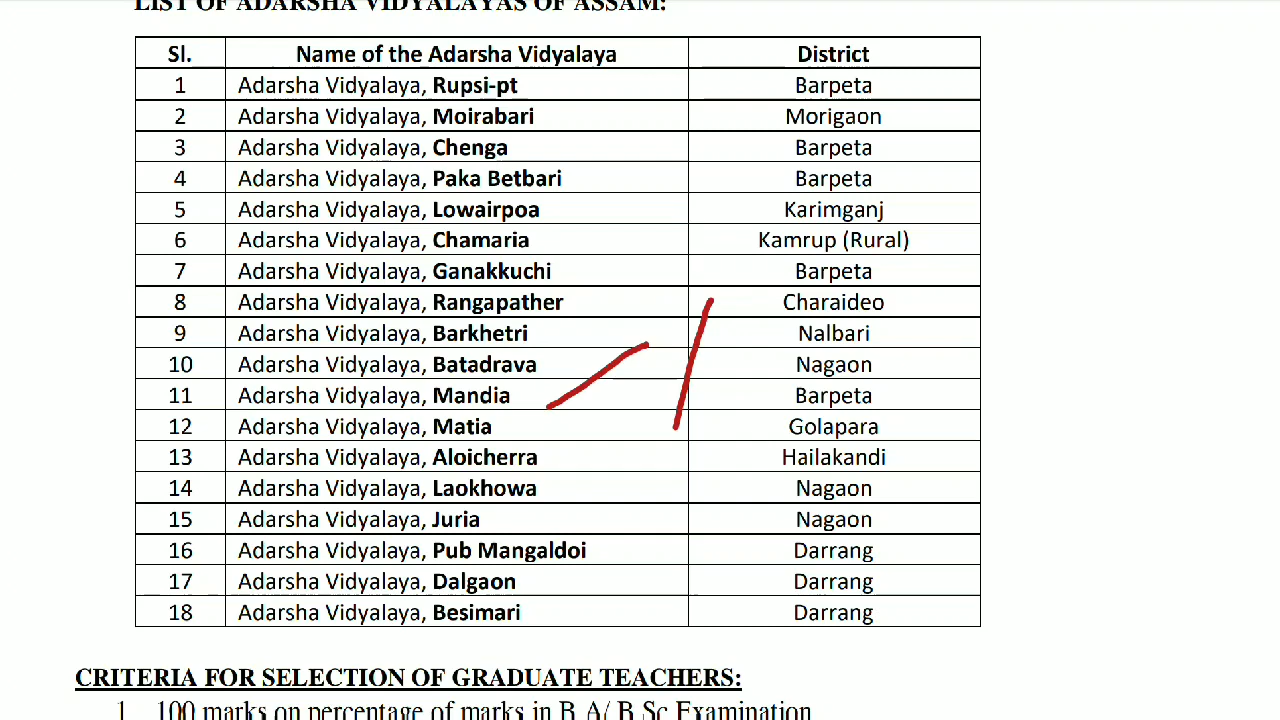 LIST OF ADARSHA VIDYALAYAS OF ASSAM:
Sl. Name of the Adarsha Vidyalaya District
1 Adarsha Vidyalaya, Rupsi-pt Barpeta
2 Adarsha Vidyalaya, Moirabari Morigaon
3 Adarsha Vidyalaya, Chenga Barpeta
4 Adarsha Vidyalaya, Paka Betbari Barpeta
5 Adarsha Vidyalaya, Lowairpoa Karimganj
6 Adarsha Vidyalaya, Chamaria Kamrup (Rural)
7 Adarsha Vidyalaya, Ganakkuchi Barpeta
8 Adarsha Vidyalaya, Rangapather Charaideo
9 Adarsha Vidyalaya, Barkhetri Nalbari
10 Adarsha Vidyalaya, Batadrava Nagaon
11 Adarsha Vidyalaya, Mandia Barpeta
12 Adarsha Vidyalaya, Matia Golapara
13 Adarsha Vidyalaya, Aloicherra Hailakandi
14 Adarsha Vidyalaya, Laokhowa Nagaon
15 Adarsha Vidyalaya, Juria Nagaon
16 Adarsha Vidyalaya, Pub Mangaldoi Darrang
17 Adarsha Vidyalaya, Dalgaon Darrang
18 Adarsha Vidyalaya, Besimari Darrang
CRITERIA FOR SELECTION OF GRADUATE TEACHERS:
1. 100 marks on percentage of marks in B.A/ B.Sc Examination